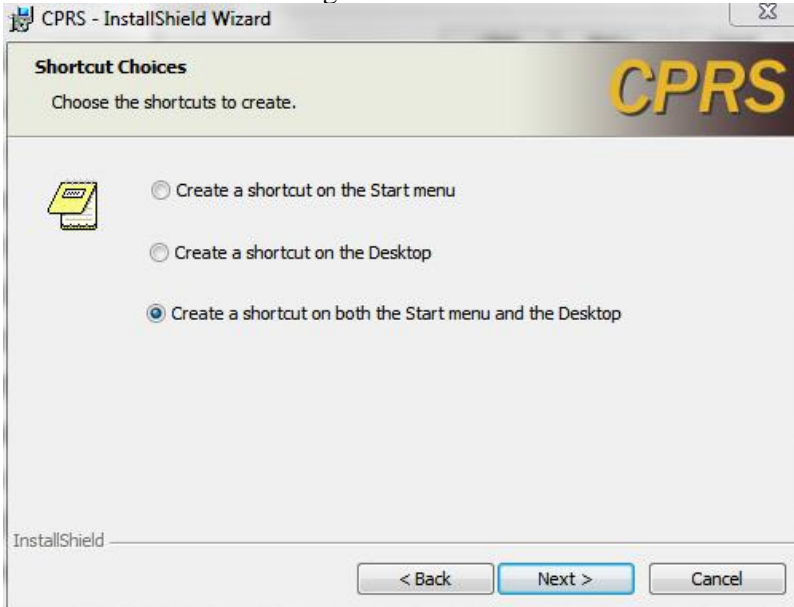 CPRS - InstallShield Wizard
Shortcut Choices
Choose the shortcuts to create.
CPRS
Create a shortcut on the Start menu
Create a shortcut on the Desktop
Create a shortcut on both the Start menu and the Desktop
InstallShield
< Back
Next >
Cancel